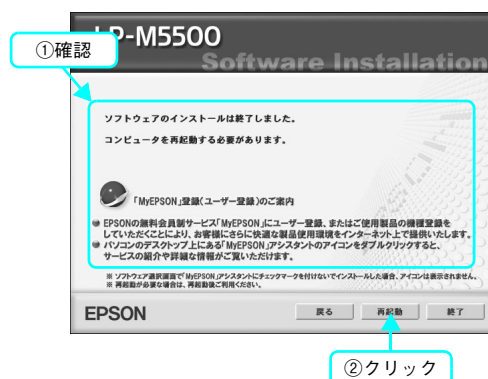 LP-M5500
Software Installation
①確認
ソフトウェアのインストールは終了しました。
コンピュータを再起動する必要があります。
「MyEPSON」登録(ユーザー登録)のご案内
EPSONの無料会員制サービス「MyEPSON」にユーザー登録、またはご使用製品の機種登録を
していただくことにより、お客様にさらに快適な製品使用環境をインターネット上で提供いたします。
パソコンのデスクトップ上にある「MyEPSON」アシスタントのアイコンをダブルクリックすると、
サービスの紹介や詳細な情報がご覧いただけます。
※ ソフトウェア選択画面で「MyEPSON」アシスタントにチェックマークを付けないでインストールした場合、アイコンは表示されません。
※ 再起動が必要な場合は、再起動後ご利用ください。
EPSON
戻る 再起動 終了
②クリック